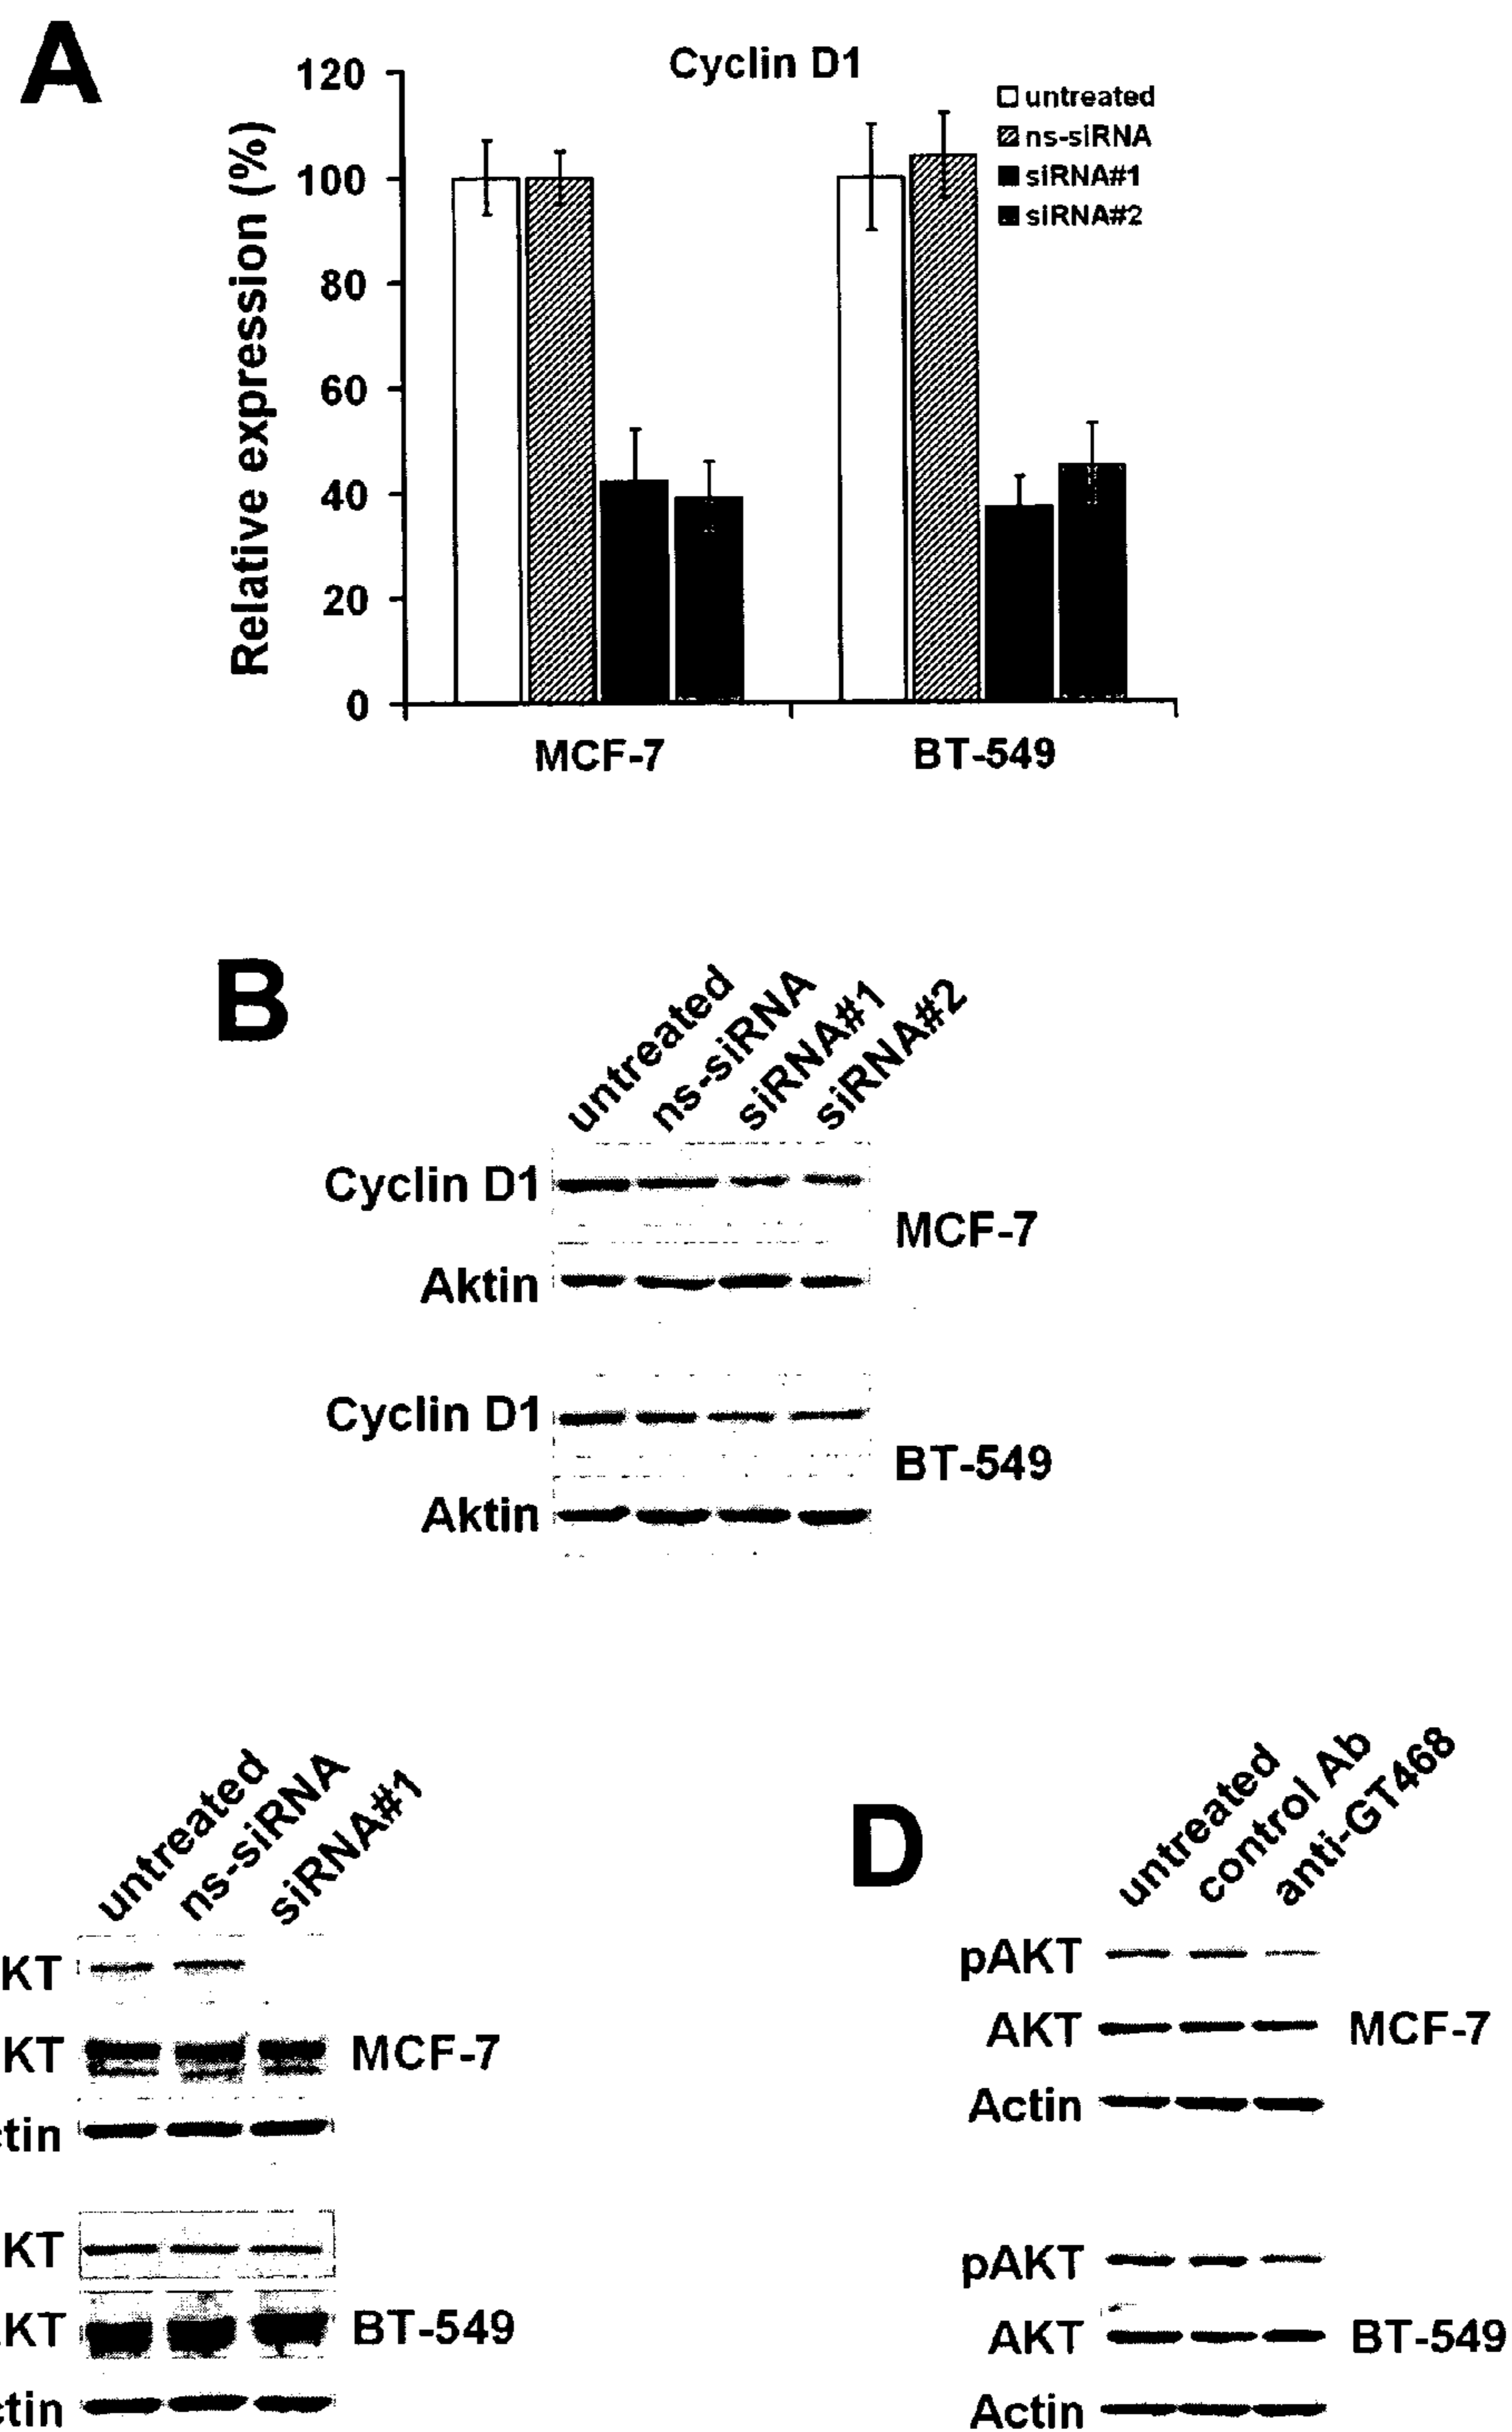 A
Cyclin D1
120
100
80
60
40
20
0
Relative expression (%)
untreated
ns-siRNA
siRNA#1
siRNA#2
MCF-7
BT-549
B
untreated
ns-siRNA
siRNA#1
siRNA#2
Cyclin D1
MCF-7
Aktin
Cyclin D1
BT-549
Aktin
untreated
ns-siRNA
siRNA#1
KT
KT
MCF-7
ctin
KT
KT
BT-549
ctin
D
untreated
control Ab
anti-GT468
pAKT
AKT
MCF-7
Actin
pAKT
AKT
BT-549
Actin